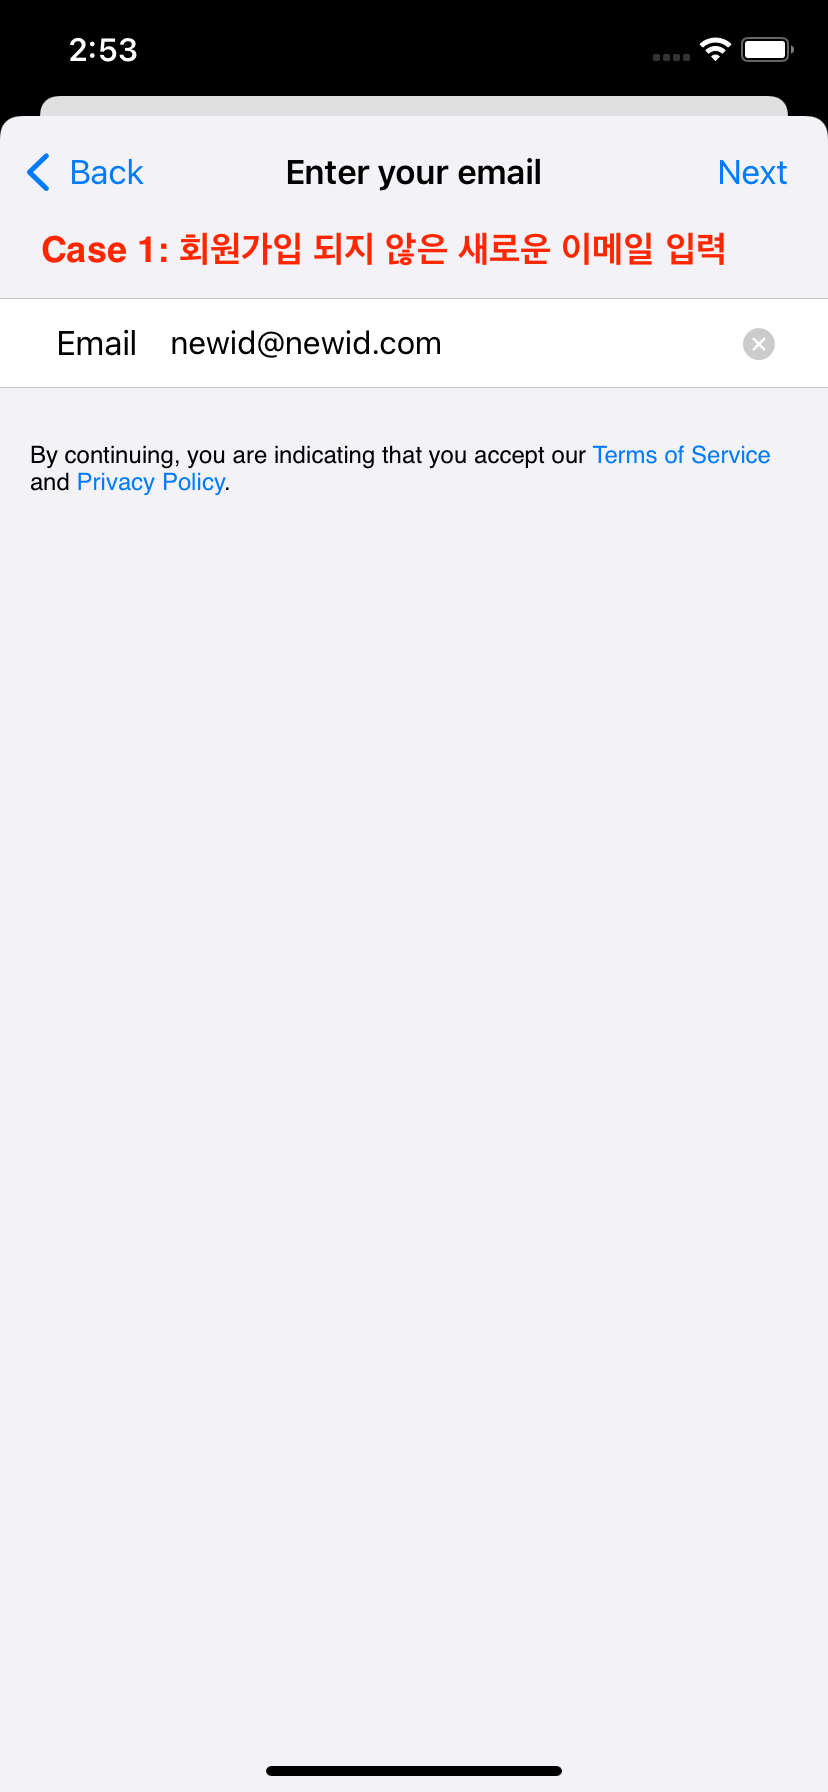 2:53
Back Enter your email Next
Case 1: 회원가입 되지 않은 새로운 이메일 입력
Email newid@newid.com
By continuing, you are indicating that you accept our Terms of Service
and Privacy Policy.